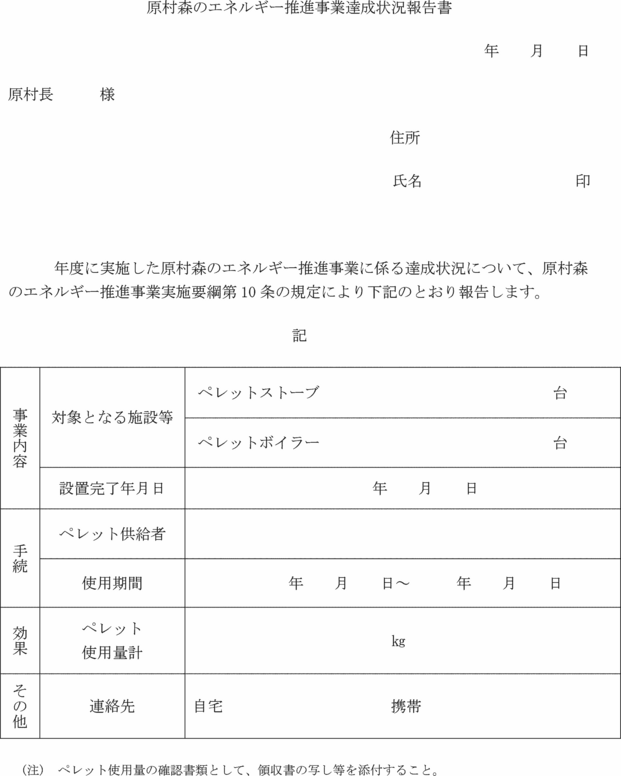 原村森のエネルギー推進事業達成状況報告書
年　　月　　日
原村長　　　様
住所
氏名　　　　　　　　　　印
年度に実施した原村森のエネルギー推進事業に係る達成状況について、原村森
のエネルギー推進事業実施要綱第 10 条の規定により下記のとおり報告します。
記
事業内容
対象となる施設等
ペレットストーブ　　　　　　　　台
ペレットボイラー　　　　　　　　台
設置完了年月日
年　　月　　日
手続
ペレット供給者
使用期間
年　　月　　日～　　　年　　月　　日
効果
ペレット
使用量計
kg
その他
連絡先
自宅　　　　　　　　　　　携帯
（注）　ペレット使用量の確認書類として、領収書の写し等を添付すること。